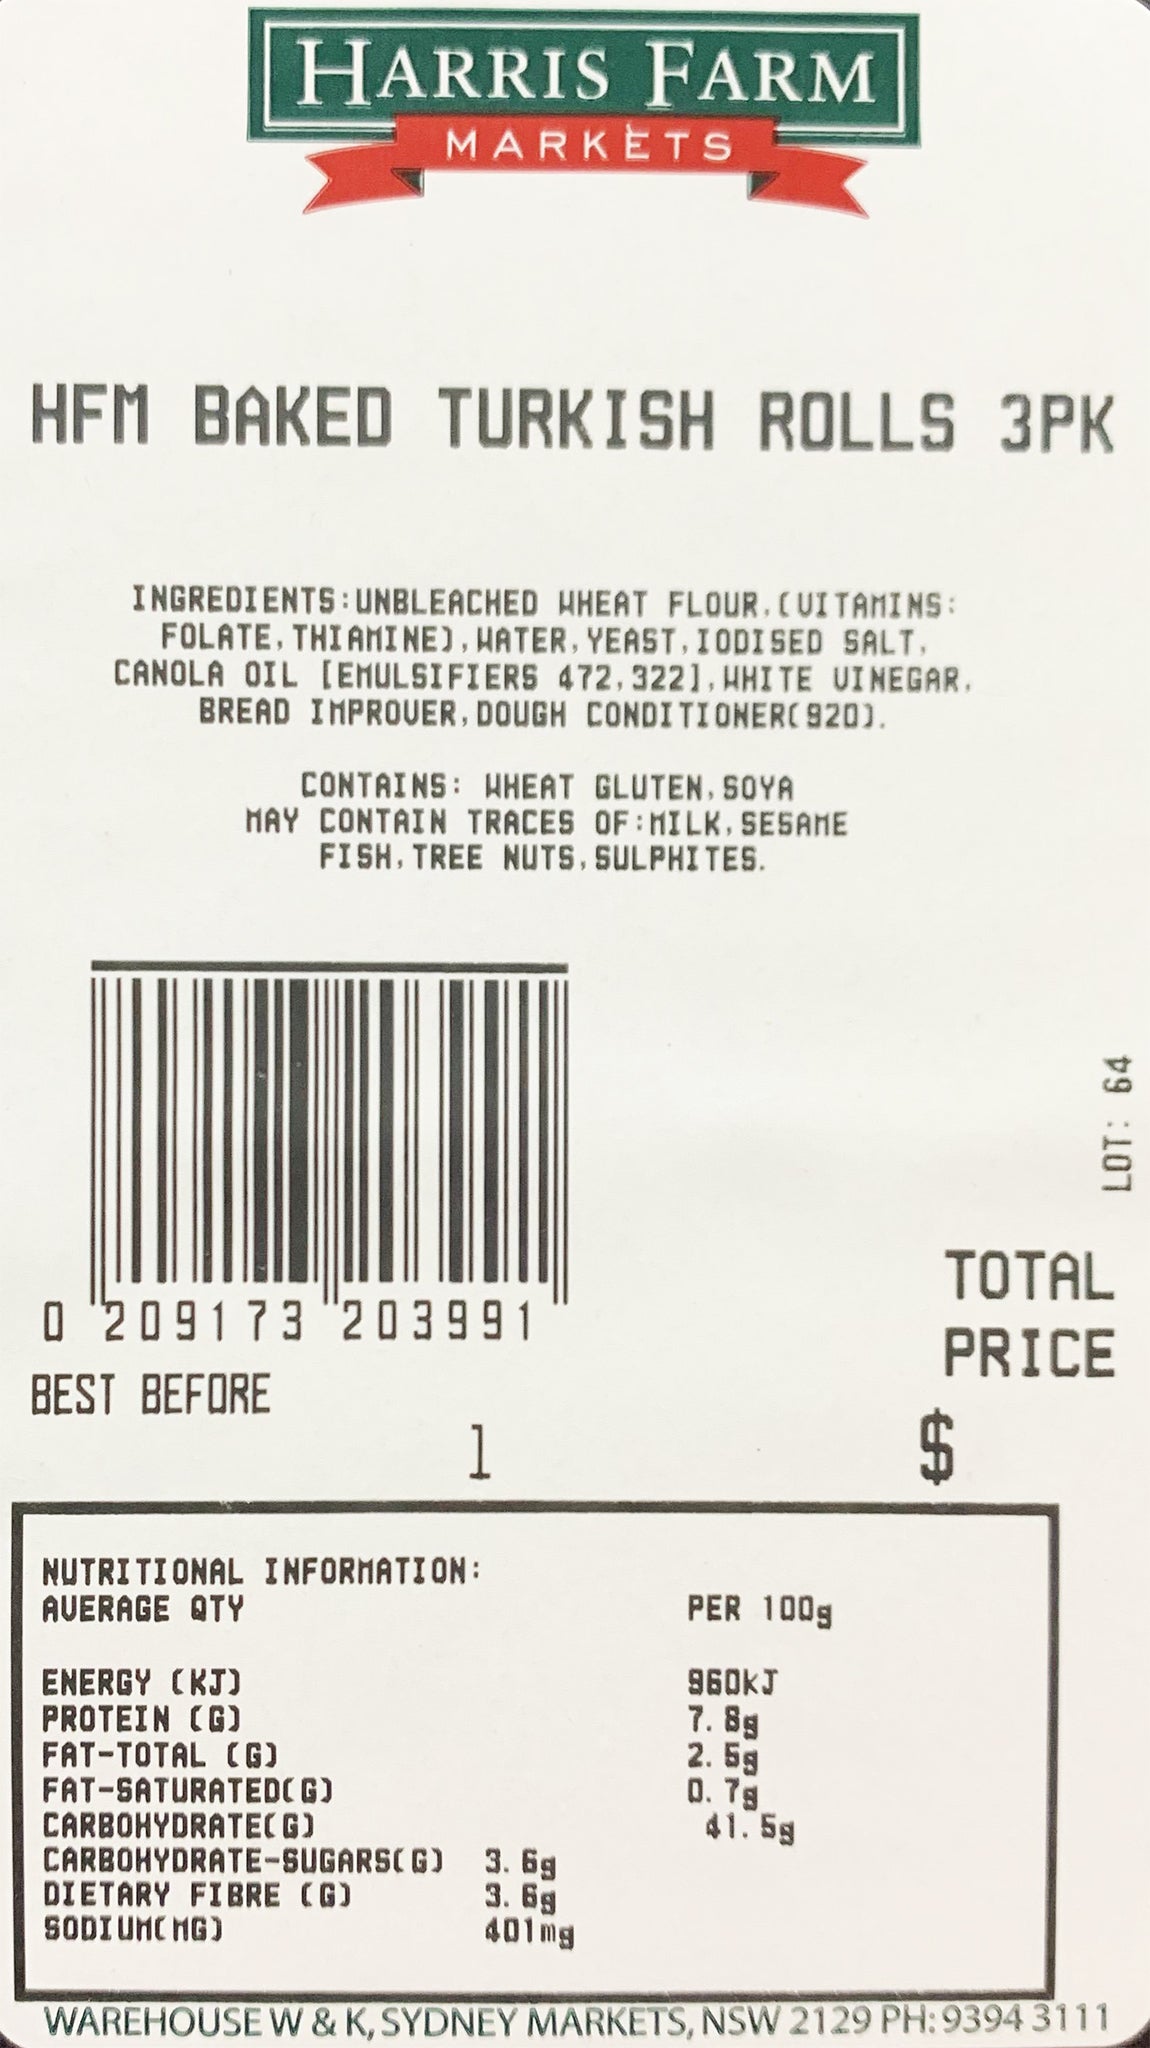 HARRIS FARM
MARKETS
HFM BAKED TURKISH ROLLS 3PK
INGREDIENTS:UNBLEACHED WHEAT FLOUR,(VITAMINS:
FOLATE,THIAMINE),WATER,YEAST,IODISED SALT,
CANOLA OIL [EMULSIFIERS 472,322],WHITE VINEGAR,
BREAD IMPROVER,DOUGH CONDITIONER(920).
CONTAINS: WHEAT GLUTEN,SOYA
MAY CONTAIN TRACES OF:MILK,SESAME
FISH,TREE NUTS,SULPHITES.
LOT: 64
0 209173 203991
TOTAL
PRICE
BEST BEFORE
1
$
NUTRITIONAL INFORMATION:
AVERAGE QTY PER 100g
ENERGY (KJ) 960KJ
PROTEIN (G) 7.8g
FAT-TOTAL (G) 2.5g
FAT-SATURATED(G) 0.7g
CARBOHYDRATE(G) 41.5g
CARBOHYDRATE-SUGARS(G) 3.6g
DIETARY FIBRE (G) 3.6g
SODIUM(MG) 401mg
WAREHOUSE W & K, SYDNEY MARKETS, NSW 2129 PH: 9394 3111